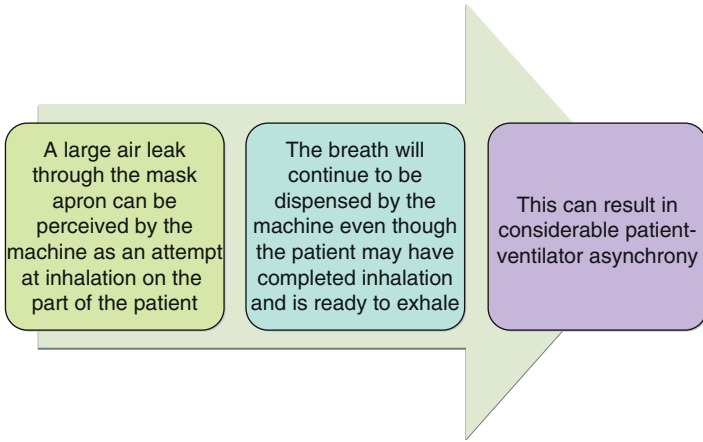 A large air leak
through the mask
apron can be
perceived by the
machine as an attempt
at inhalation on the
part of the patient
The breath will
continue to be
dispensed by the
machine even though
the patient may have
completed inhalation
and is ready to exhale
This can result in
considerable patient-
ventilator asynchrony